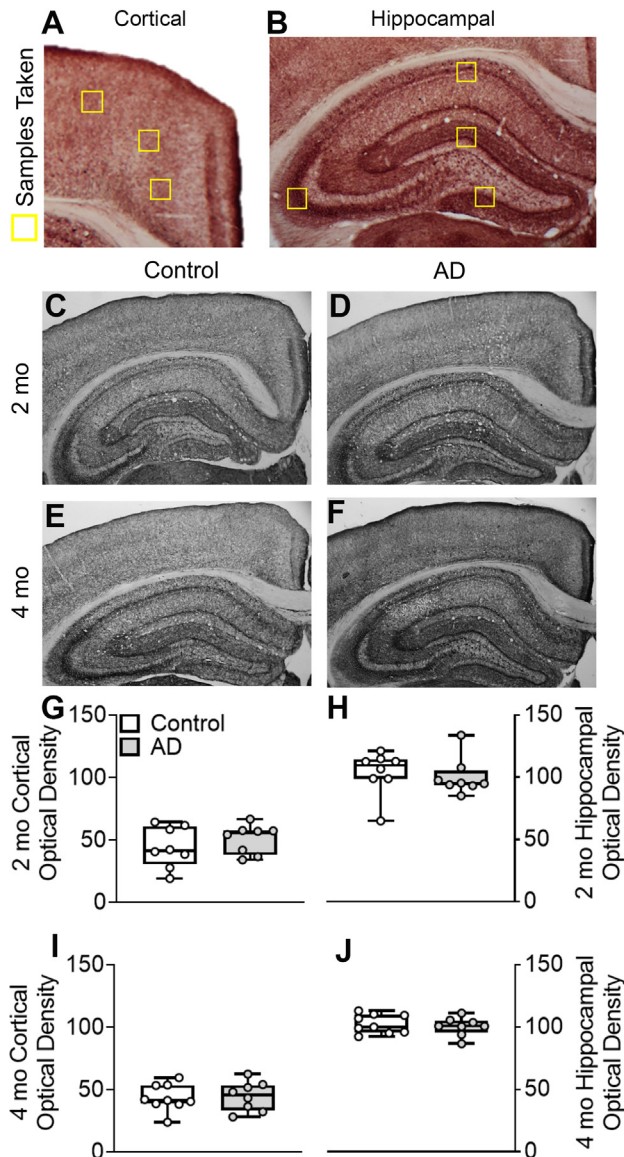 A Cortical
B Hippocampal
Samples Taken
Control
AD
2 mo
C
D
4 mo
E
F
G
Control
AD
150
100
50
0
2 mo Cortical
Optical Density
H
150
100
50
0
2 mo Hippocampal
Optical Density
I
150
100
50
0
4 mo Cortical
Optical Density
J
150
100
50
0
4 mo Hippocampal
Optical Density